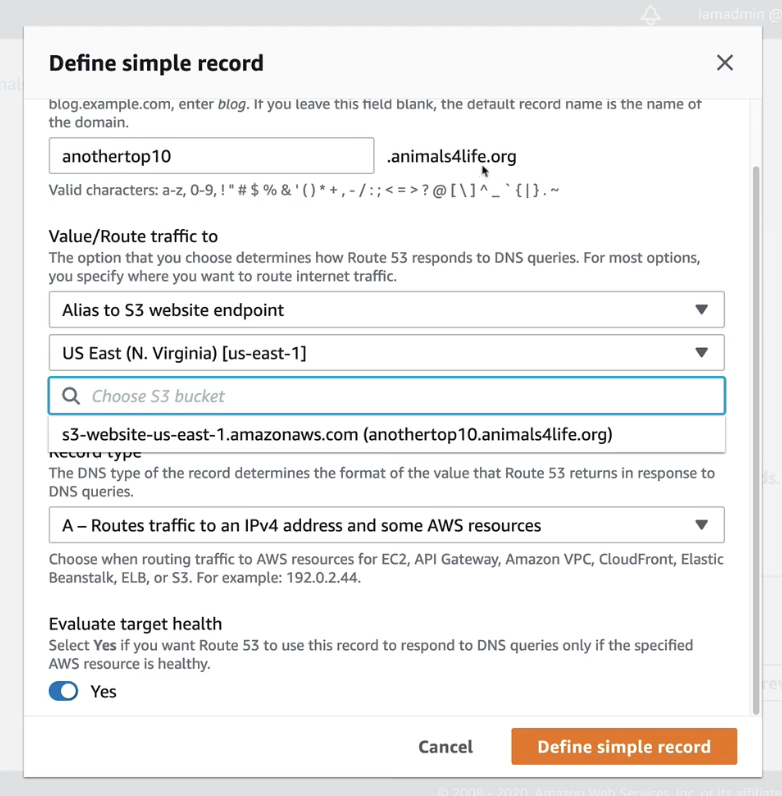 iamadmin @
Define simple record
blog.example.com, enter blog. If you leave this field blank, the default record name is the name of
the domain.
anothertop10
.animals4life.org
Valid characters: a-z, 0-9, ! " # $ % & ' ( ) * + , - / : ; < = > ? @ [ \ ] ^ _ ` { | } . ~
Value/Route traffic to
The option that you choose determines how Route 53 responds to DNS queries. For most options,
you specify where you want to route internet traffic.
Alias to S3 website endpoint
US East (N. Virginia) [us-east-1]
Choose S3 bucket
s3-website-us-east-1.amazonaws.com (anothertop10.animals4life.org)
Record type
The DNS type of the record determines the format of the value that Route 53 returns in response to
DNS queries.
A – Routes traffic to an IPv4 address and some AWS resources
Choose when routing traffic to AWS resources for EC2, API Gateway, Amazon VPC, CloudFront, Elastic
Beanstalk, ELB, or S3. For example: 192.0.2.44.
Evaluate target health
Select Yes if you want Route 53 to use this record to respond to DNS queries only if the specified
AWS resource is healthy.
Yes
Cancel
Define simple record
© 2008 - 2020, Amazon Web Services, Inc. or its affiliate